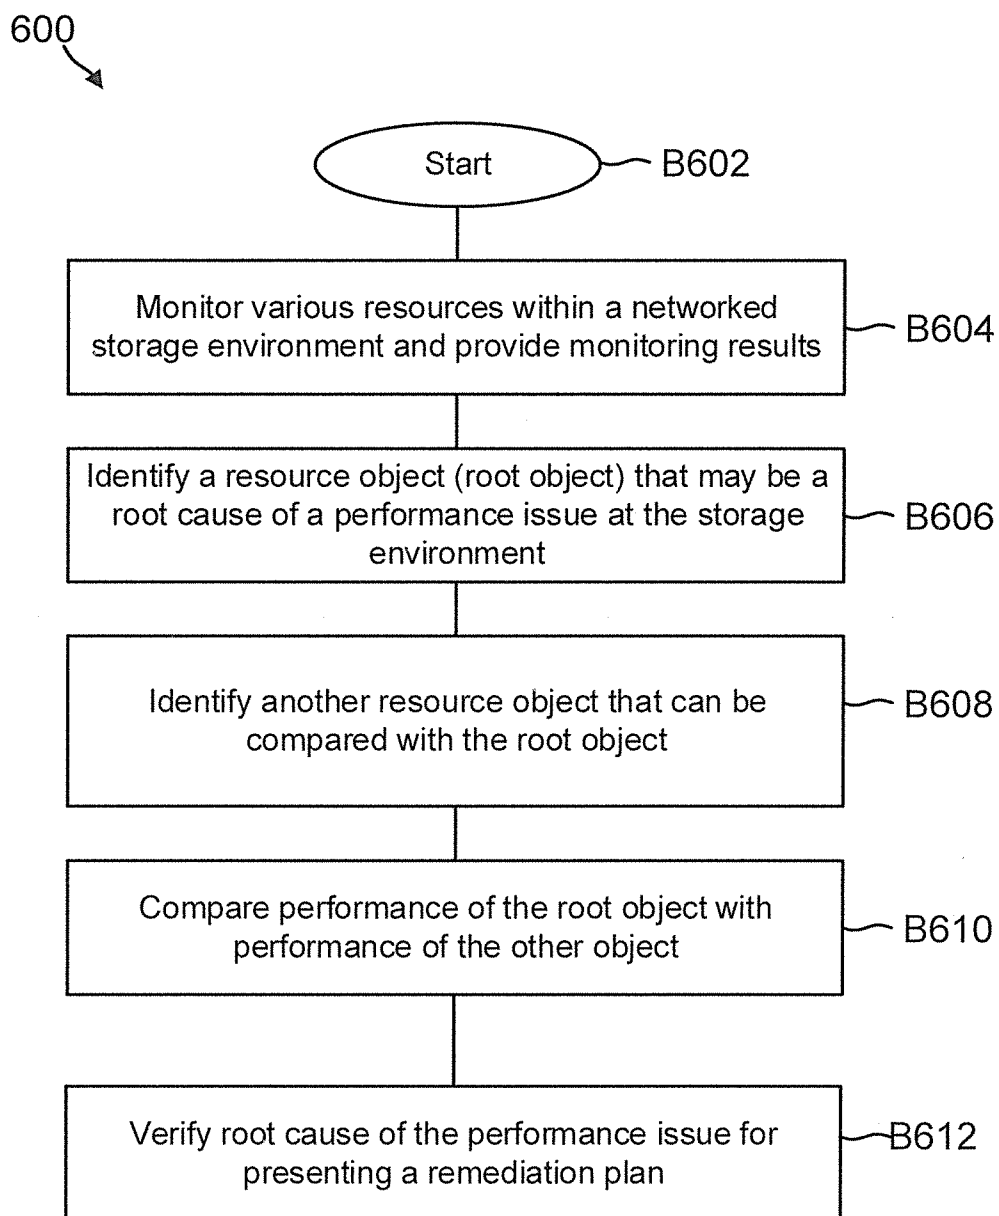 600
Start
B602
Monitor various resources within a networked
storage environment and provide monitoring results
B604
Identify a resource object (root object) that may be a
root cause of a performance issue at the storage
environment
B606
Identify another resource object that can be
compared with the root object
B608
Compare performance of the root object with
performance of the other object
B610
Verify root cause of the performance issue for
presenting a remediation plan
B612